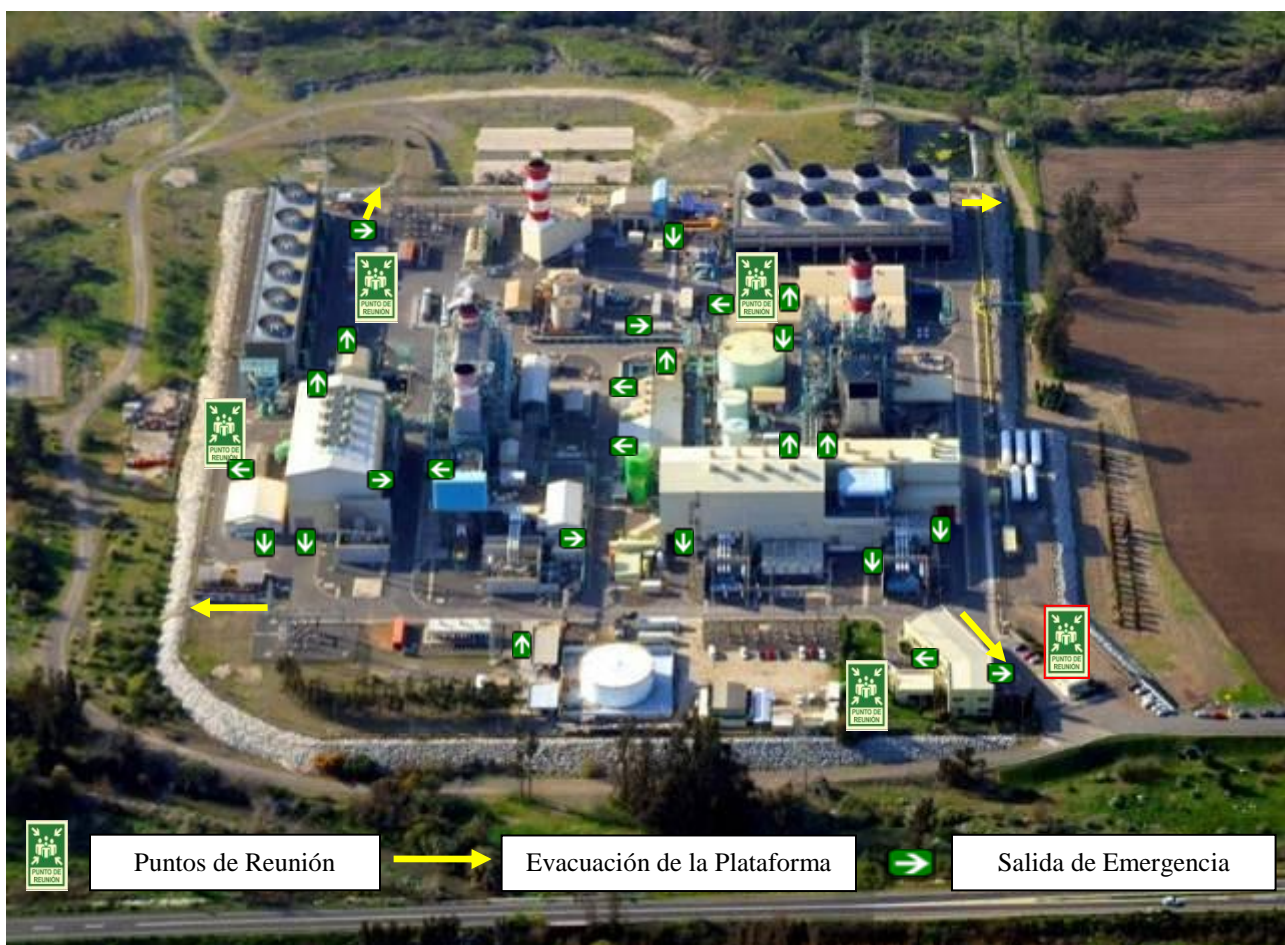 PUNTO DE
REUNIÓN
PUNTO DE
REUNIÓN
PUNTO DE
REUNIÓN
PUNTO DE
REUNIÓN
PUNTO DE
REUNIÓN
PUNTO DE
REUNIÓN
Puntos de Reunión
Evacuación de la Plataforma
Salida de Emergencia